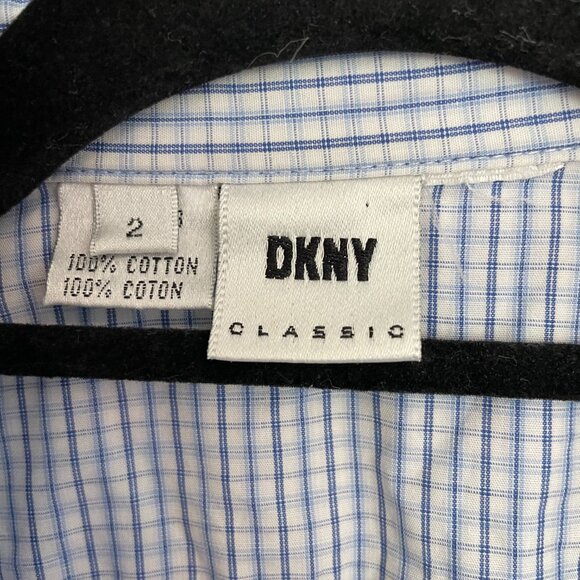 2
100% COTTON
100% COTON
DKNY
CLASSIC